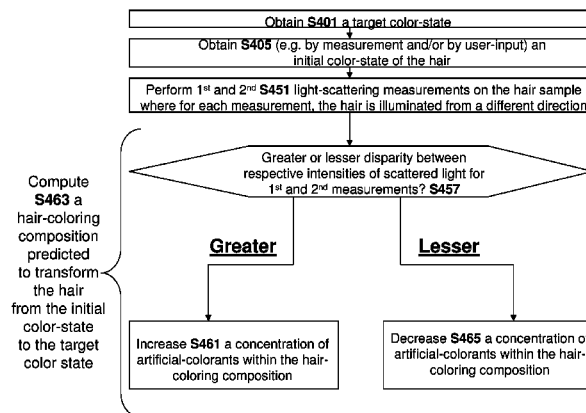 Obtain S401 a target color-state
Obtain S405 (e.g. by measurement and/or by user-input) an
initial color-state of the hair
Perform 1st and 2nd S451 light-scattering measurements on the hair sample
where for each measurement, the hair is illuminated from a different direction
Greater or lesser disparity between
respective intensities of scattered light for
1st and 2nd measurements? S457
Compute
S463 a
hair-coloring
composition
predicted
to transform
the hair
from the initial
color-state
to the target
color state
Greater
Lesser
Increase S461 a concentration of
artificial-colorants within the hair-
coloring composition
Decrease S465 a concentration of
artificial-colorants within the hair-
coloring composition